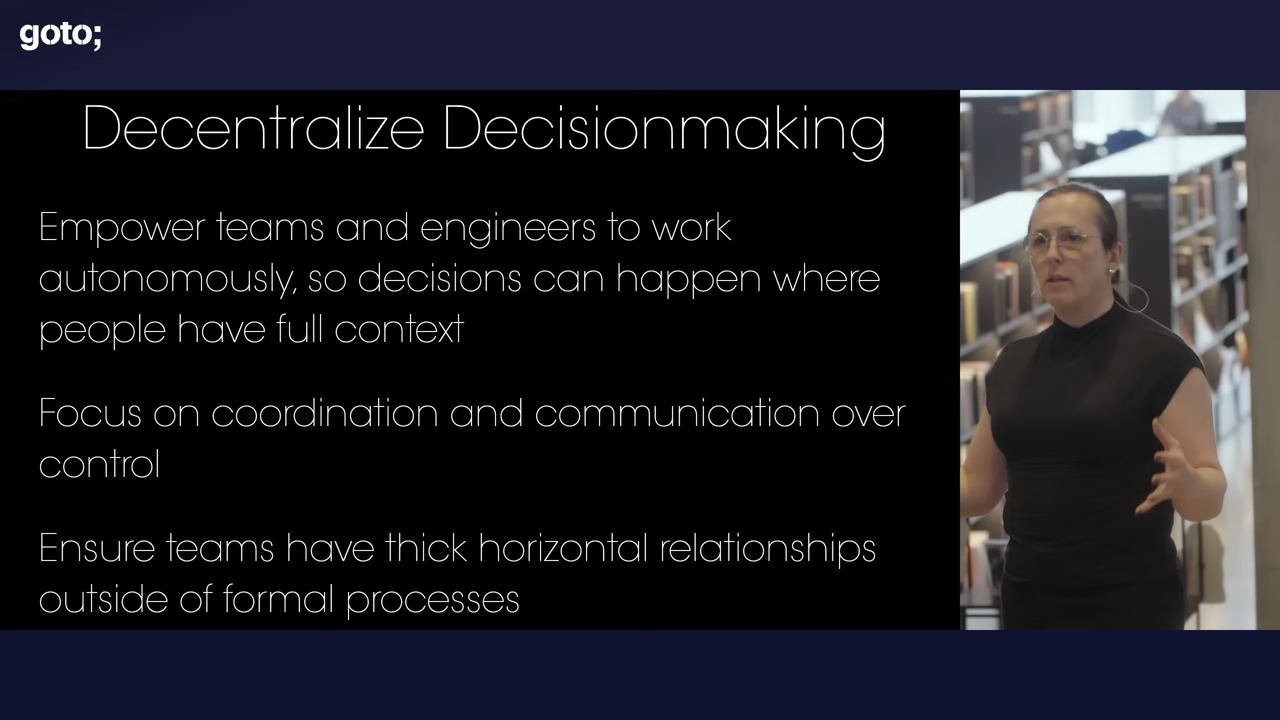 goto;
Decentralize Decisionmaking
Empower teams and engineers to work
autonomously, so decisions can happen where
people have full context
Focus on coordination and communication over
control
Ensure teams have thick horizontal relationships
outside of formal processes